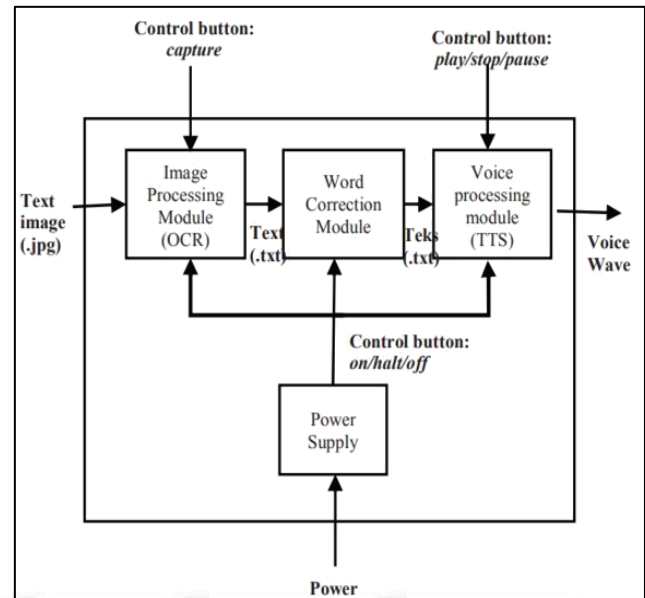 Control button:
capture
Control button:
play/stop/pause
Text
image
(.jpg)
Image
Processing
Module
(OCR)
Text
(.txt)
Word
Correction
Module
Teks
(.txt)
Voice
processing
module
(TTS)
Voice
Wave
Control button:
on/halt/off
Power
Supply
Power